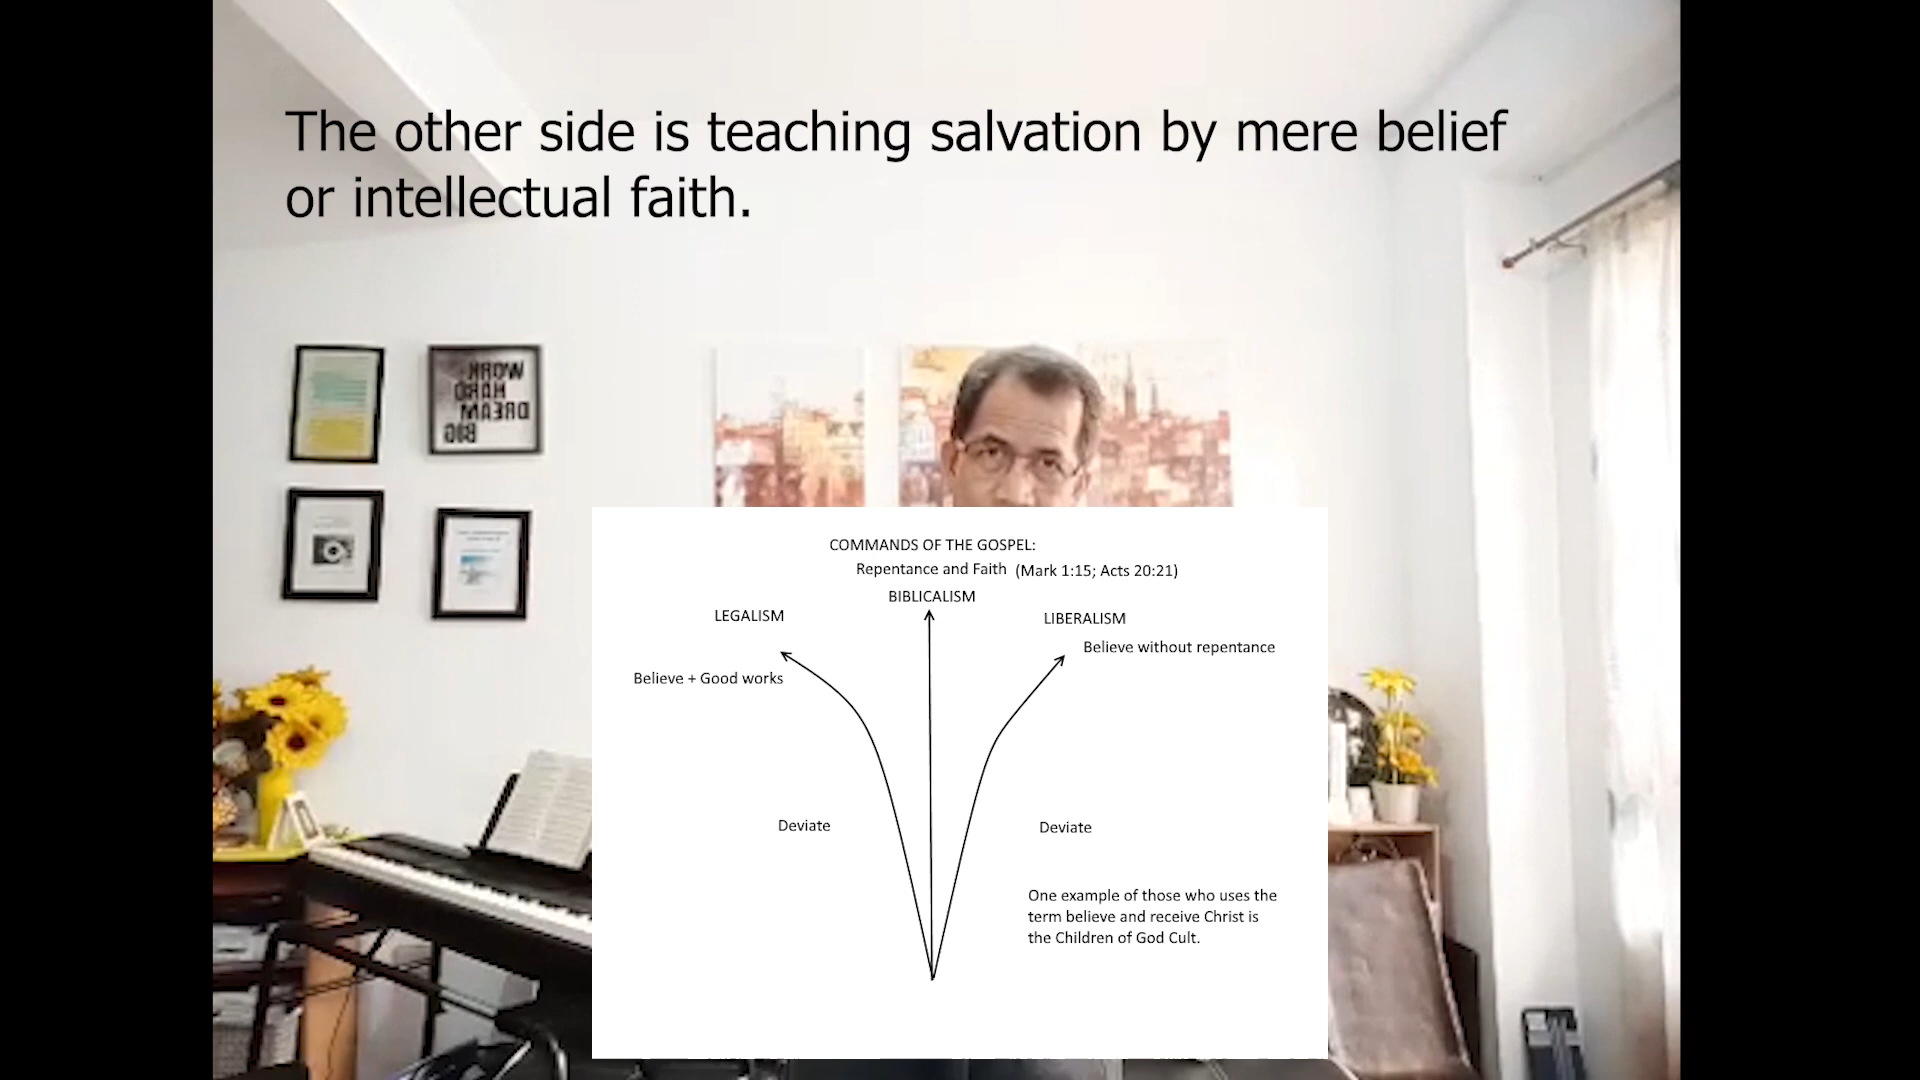 The other side is teaching salvation by mere belief
or intellectual faith.
WORK
HARD
DREAM
BIG
COMMANDS OF THE GOSPEL:
Repentance and Faith (Mark 1:15; Acts 20:21)
BIBLICALISM
LEGALISM
LIBERALISM
Believe without repentance
Believe + Good works
Deviate
Deviate
One example of those who uses the
term believe and receive Christ is
the Children of God Cult.